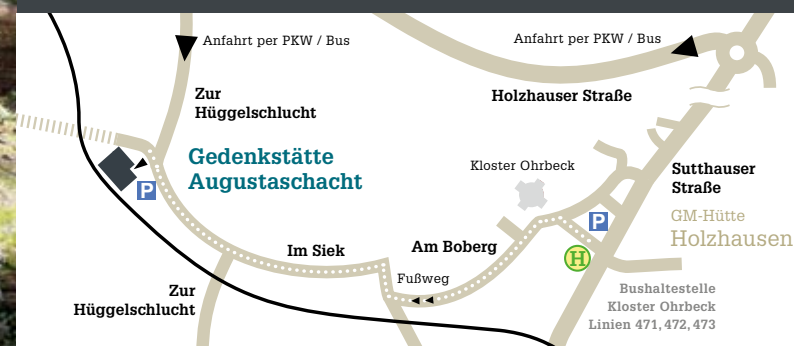 Anfahrt per PKW / Bus
Anfahrt per PKW / Bus
Zur
Hüggelschlucht
Holzhauser Straße
Gedenkstätte
Augustaschacht
P
Kloster Ohrbeck
Sutthauser
Straße
P
GM-Hütte
Holzhausen
Im Siek
Am Boberg
H
Fußweg
Zur
Hüggelschlucht
Bushaltestelle
Kloster Ohrbeck
Linien 471, 472, 473